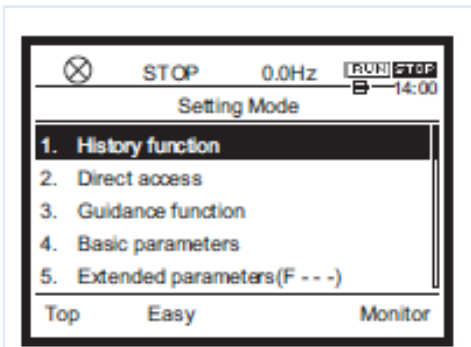 STOP 0.0Hz RUN STOP
14:00
Setting Mode
1. History function
2. Direct access
3. Guidance function
4. Basic parameters
5. Extended parameters(F - - -)
Top Easy Monitor